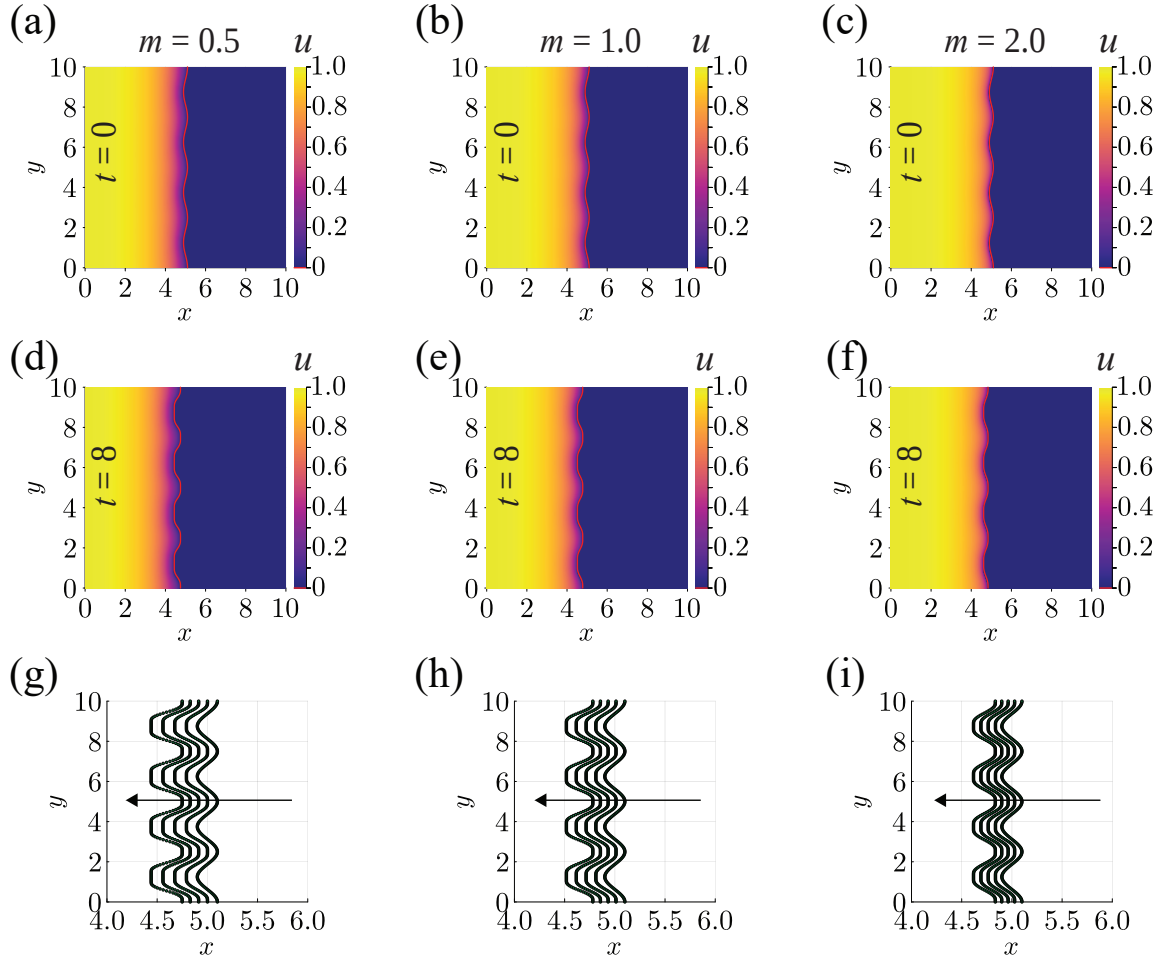 (a) m = 0.5 u (b) m = 1.0 u (c) m = 2.0 u
10 1.0 10 1.0 10 1.0
8 0.8 8 0.8 8 0.8
6 0.6 6 0.6 6 0.6
y t = 0 y t = 0 y t = 0
4 0.4 4 0.4 4 0.4
2 0.2 2 0.2 2 0.2
0 0 0 0 0 0
0 2 4 6 8 10 0 2 4 6 8 10 0 2 4 6 8 10
x x x
(d) u (e) u (f) u
10 1.0 10 1.0 10 1.0
8 0.8 8 0.8 8 0.8
6 0.6 6 0.6 6 0.6
y t = 8 y t = 8 y t = 8
4 0.4 4 0.4 4 0.4
2 0.2 2 0.2 2 0.2
0 0 0 0 0 0
0 2 4 6 8 10 0 2 4 6 8 10 0 2 4 6 8 10
x x x
(g) (h) (i)
10 10 10
8 8 8
6 6 6
y y y
4 4 4
2 2 2
0 0 0
4.0 4.5 5.0 5.5 6.0 4.0 4.5 5.0 5.5 6.0 4.0 4.5 5.0 5.5 6.0
x x x